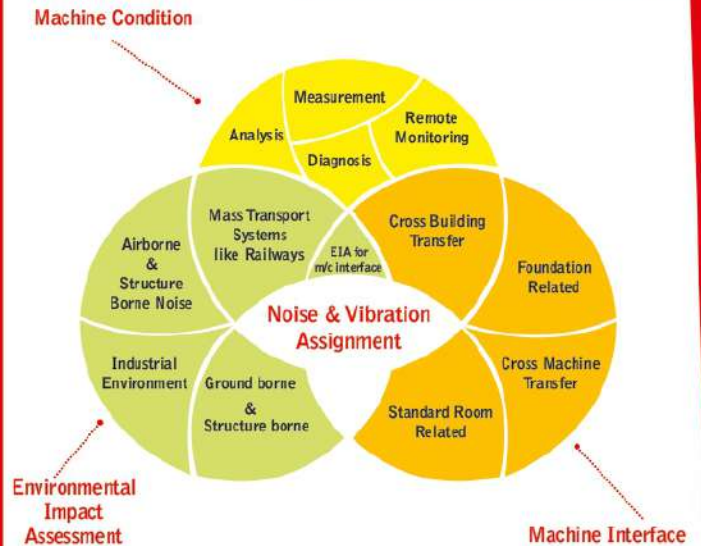 Machine Condition
Measurement
Analysis
Remote
Monitoring
Diagnosis
Mass Transport
Systems
like Railways
Cross Building
Transfer
Airborne
&
Structure
Borne Noise
EIA for
m/c interface
Foundation
Related
Noise & Vibration
Assignment
Industrial
Environment
Ground borne
&
Structure borne
Cross Machine
Transfer
Standard Room
Related
Environmental
Impact
Assessment
Machine Interface